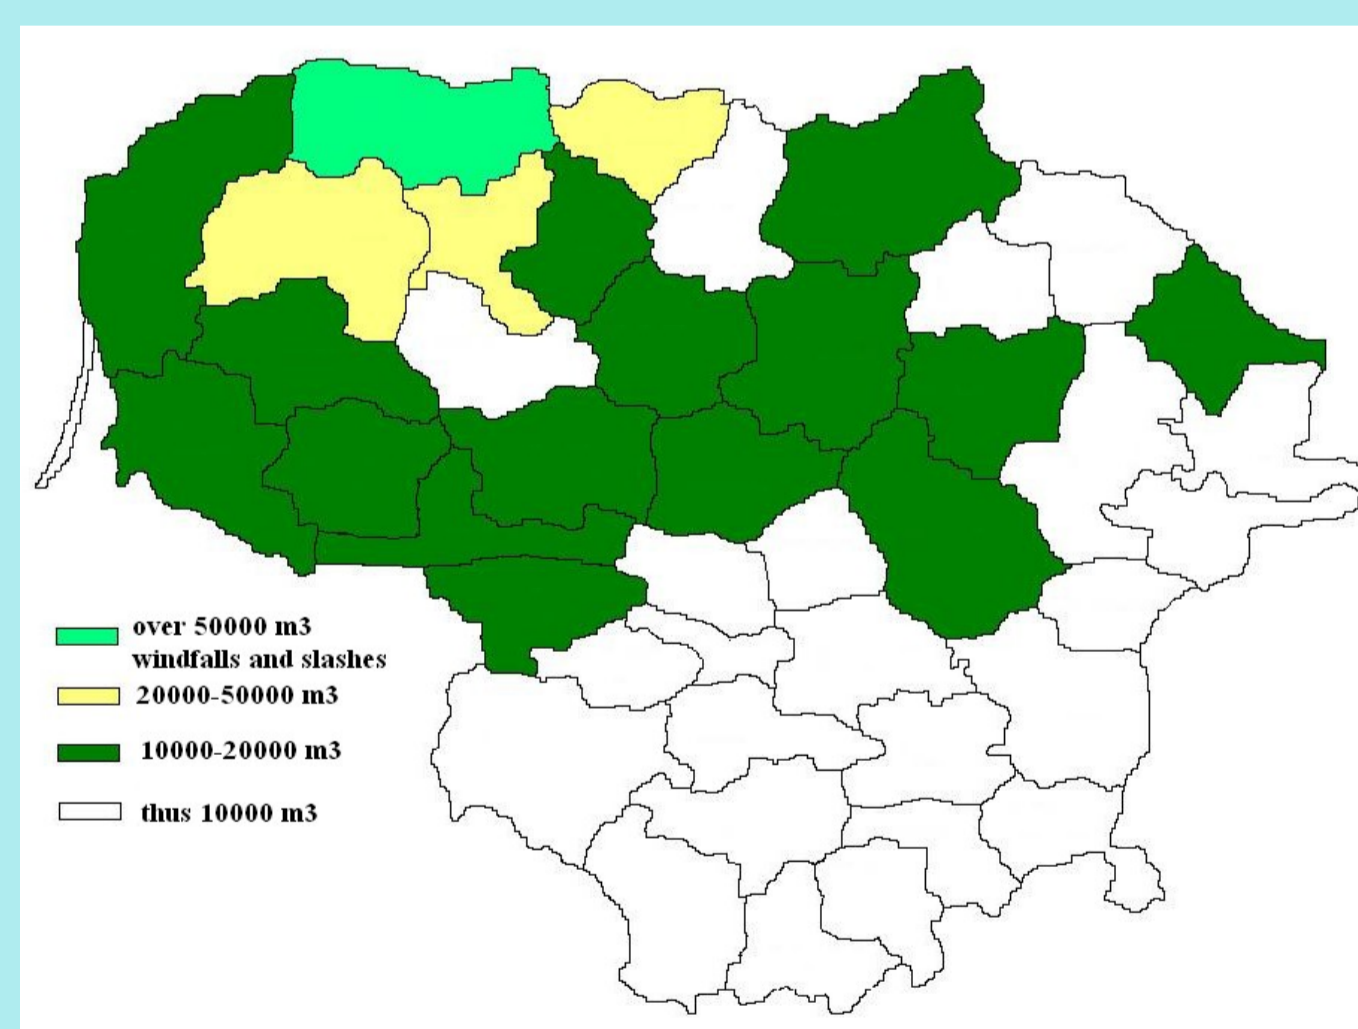 over 50000 m3
windfalls and slashes
20000-50000 m3
10000-20000 m3
thus 10000 m3